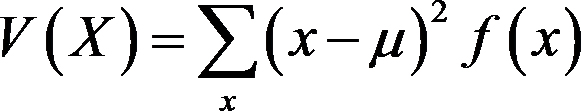 V(X) = ∑ₓ (x − μ)² f(x)